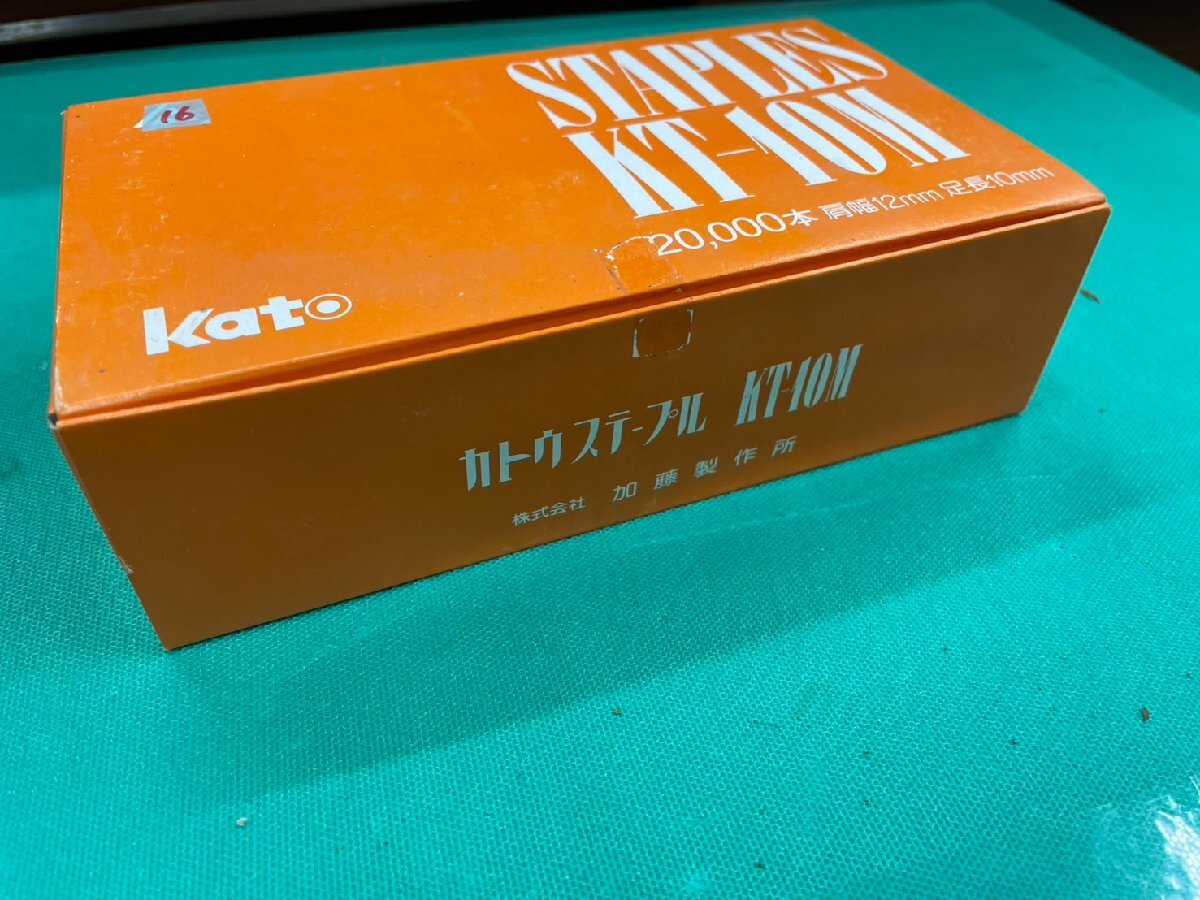 16
STAPLES
KT-10M
20,000本 肩幅12mm 足長10mm
Kato
カトウステープル KT-10M
株式会社 加藤製作所